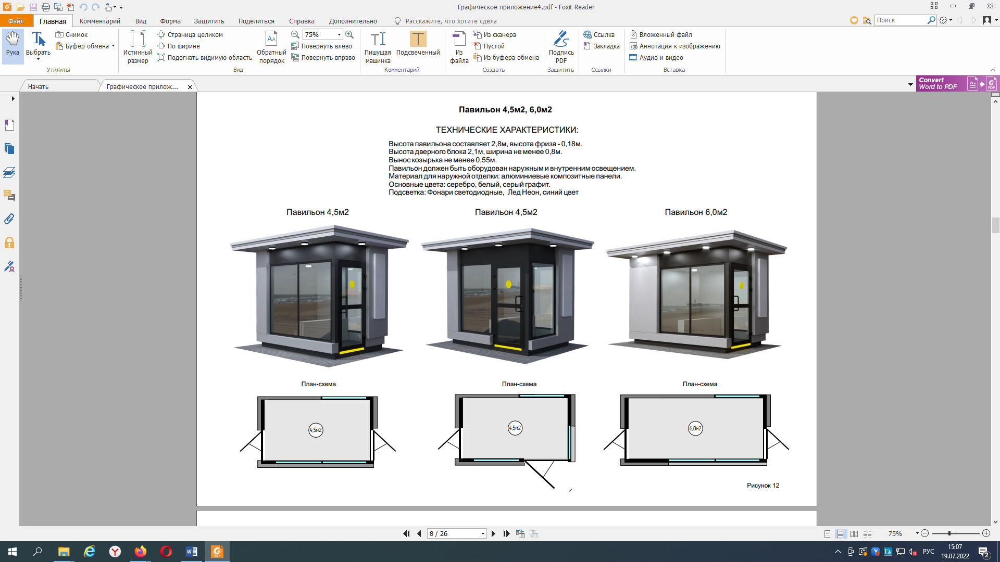 Графическое приложение4.pdf - Foxit Reader
Файл
Главная
Комментарий
Вид
Форма
Защитить
Поделиться
Справка
Дополнительно
Расскажите, что хотите сдела
Поиск
Рука
Выбрать
Снимок
Буфер обмена
Утилиты
Истинный размер
Страница целиком
По ширине
Подогнать видимую область
Обратный порядок
75%
Повернуть влево
Повернуть вправо
Вид
Пишущая машинка
Подсвеченный
Комментарий
Из файла
Из сканера
Пустой
Из буфера обмена
Создать
Подпись PDF
Защитить
Ссылка
Закладка
Ссылки
Вложенный файл
Аннотация к изображению
Аудио и видео
Вставка
Начать
Графическое прилож...
Convert
Word to PDF
Павильон 4,5м2, 6,0м2
ТЕХНИЧЕСКИЕ ХАРАКТЕРИСТИКИ:
Высота павильона составляет 2,8м, высота фриза - 0,18м.
Высота дверного блока 2,1м, ширина не менее 0,8м.
Вынос козырька не менее 0,55м.
Павильон должен быть оборудован наружным и внутренним освещением.
Материал для наружной отделки: алюминиевые композитные панели.
Основные цвета: серебро, белый, серый графит.
Подсветка: Фонари светодиодные, Лед Неон, синий цвет
Павильон 4,5м2
Павильон 4,5м2
Павильон 6,0м2
План-схема
План-схема
План-схема
4,5м2
4,5м2
6,0м2
Рисунок 12
8 / 26
75%
РУС
15:07
19.07.2022
2